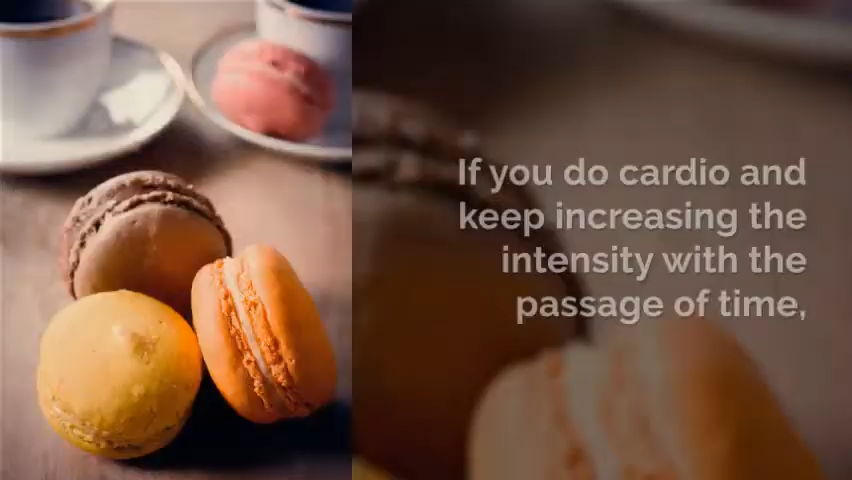 If you do cardio and
keep increasing the
intensity with the
passage of time,